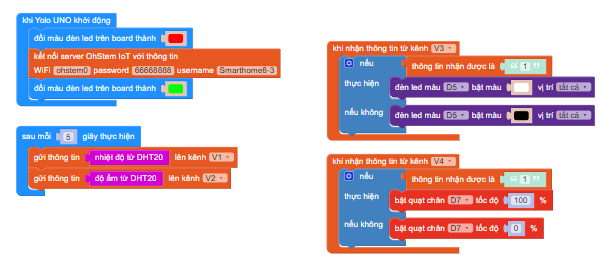 khi Yolo UNO khởi động
đổi màu đèn led trên board thành
kết nối server OhStem IoT với thông tin
WiFi ohstem0 password 66668888 username Smarthome8-3
đổi màu đèn led trên board thành
sau mỗi 5 giây thực hiện
gửi thông tin nhiệt độ từ DHT20 lên kênh V1
gửi thông tin độ ẩm từ DHT20 lên kênh V2
khi nhận thông tin từ kênh V3
nếu thông tin nhận được là “ 1 ”
thực hiện đèn led màu D5 bật màu vị trí tất cả
nếu không đèn led màu D5 bật màu vị trí tất cả
khi nhận thông tin từ kênh V4
nếu thông tin nhận được là “ 1 ”
thực hiện bật quạt chân D7 tốc độ 100 %
nếu không bật quạt chân D7 tốc độ 0 %